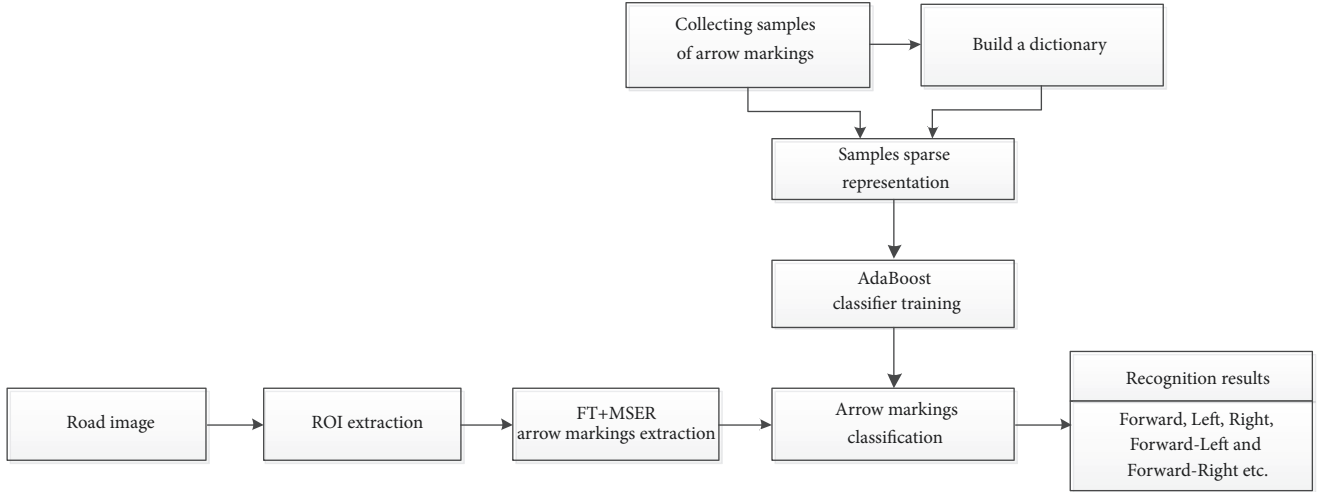 Collecting samples
of arrow markings
Build a dictionary
Samples sparse
representation
AdaBoost
classifier training
Road image
ROI extraction
FT+MSER
arrow markings extraction
Arrow markings
classification
Recognition results
Forward, Left, Right,
Forward-Left and
Forward-Right etc.